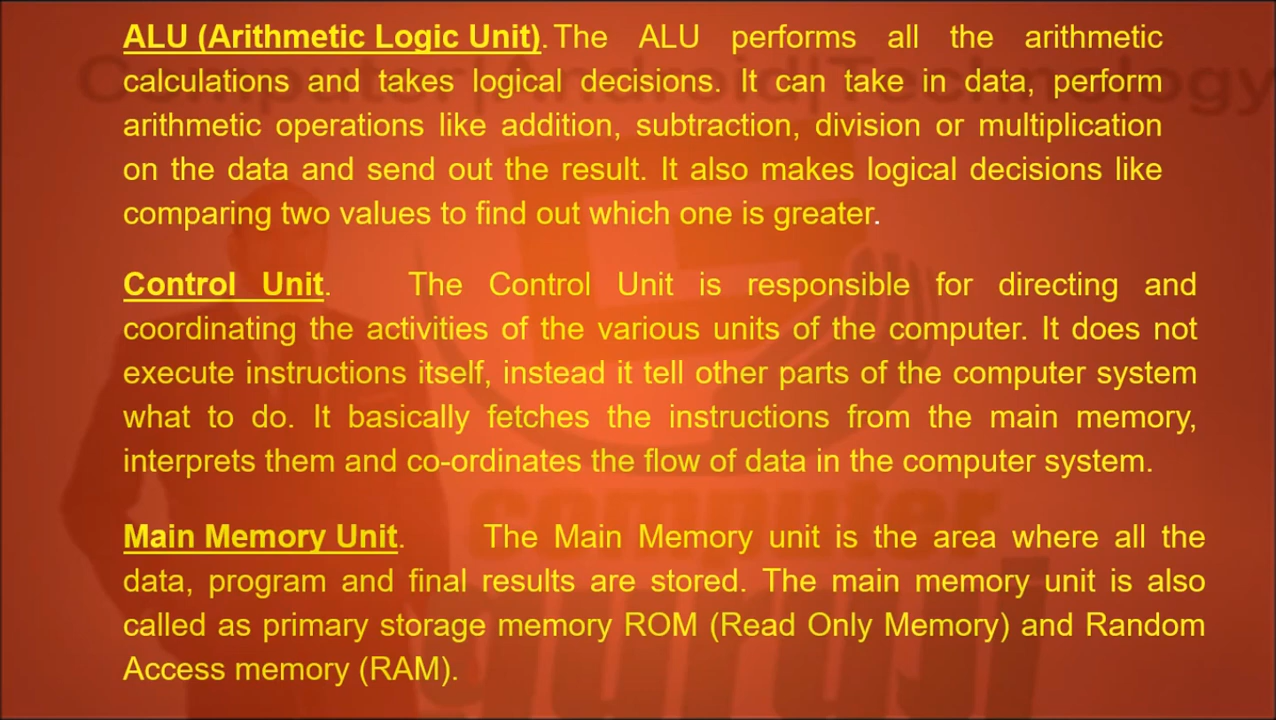 ALU (Arithmetic Logic Unit). The ALU performs all the arithmetic
calculations and takes logical decisions. It can take in data, perform
arithmetic operations like addition, subtraction, division or multiplication
on the data and send out the result. It also makes logical decisions like
comparing two values to find out which one is greater.
Control Unit. The Control Unit is responsible for directing and
coordinating the activities of the various units of the computer. It does not
execute instructions itself, instead it tell other parts of the computer system
what to do. It basically fetches the instructions from the main memory,
interprets them and co-ordinates the flow of data in the computer system.
Main Memory Unit. The Main Memory unit is the area where all the
data, program and final results are stored. The main memory unit is also
called as primary storage memory ROM (Read Only Memory) and Random
Access memory (RAM).
Computer|Android|Technology
computer
guruji